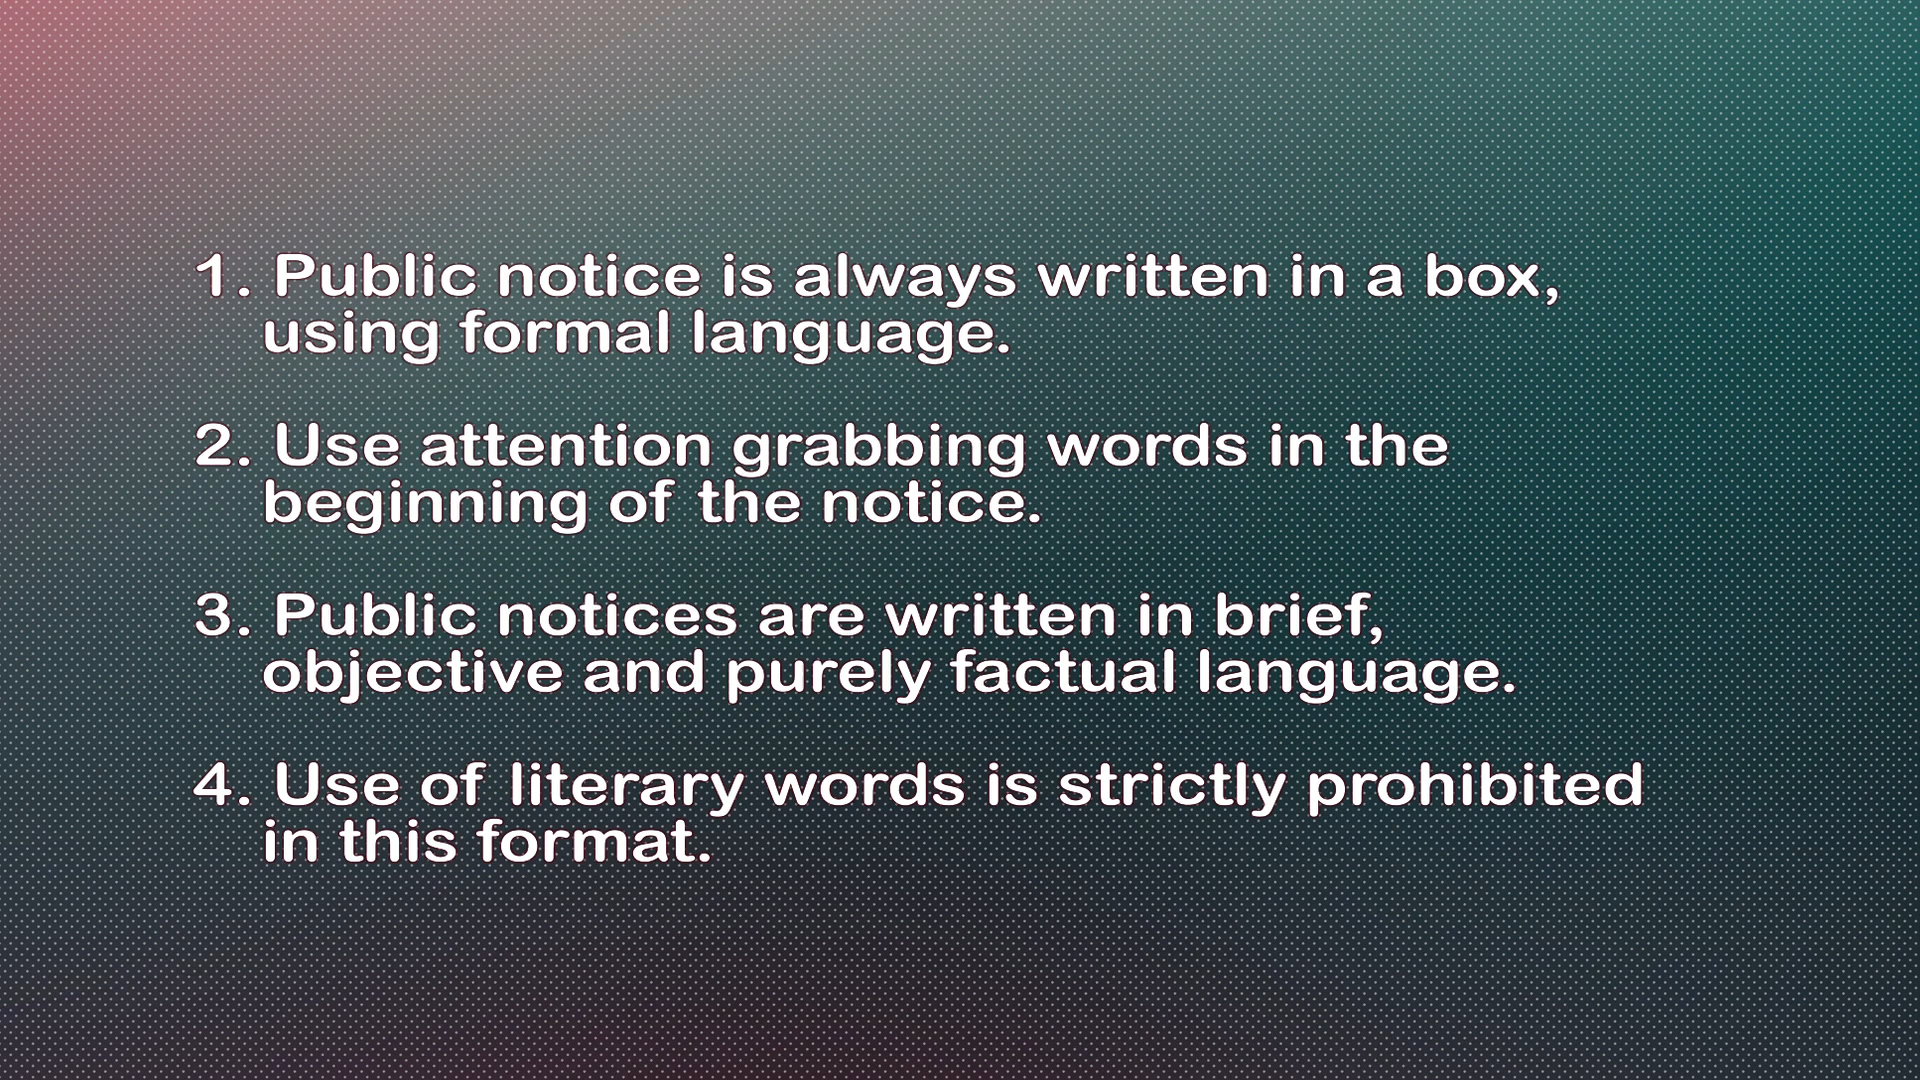 1. Public notice is always written in a box,
using formal language.
2. Use attention grabbing words in the
beginning of the notice.
3. Public notices are written in brief,
objective and purely factual language.
4. Use of literary words is strictly prohibited
in this format.